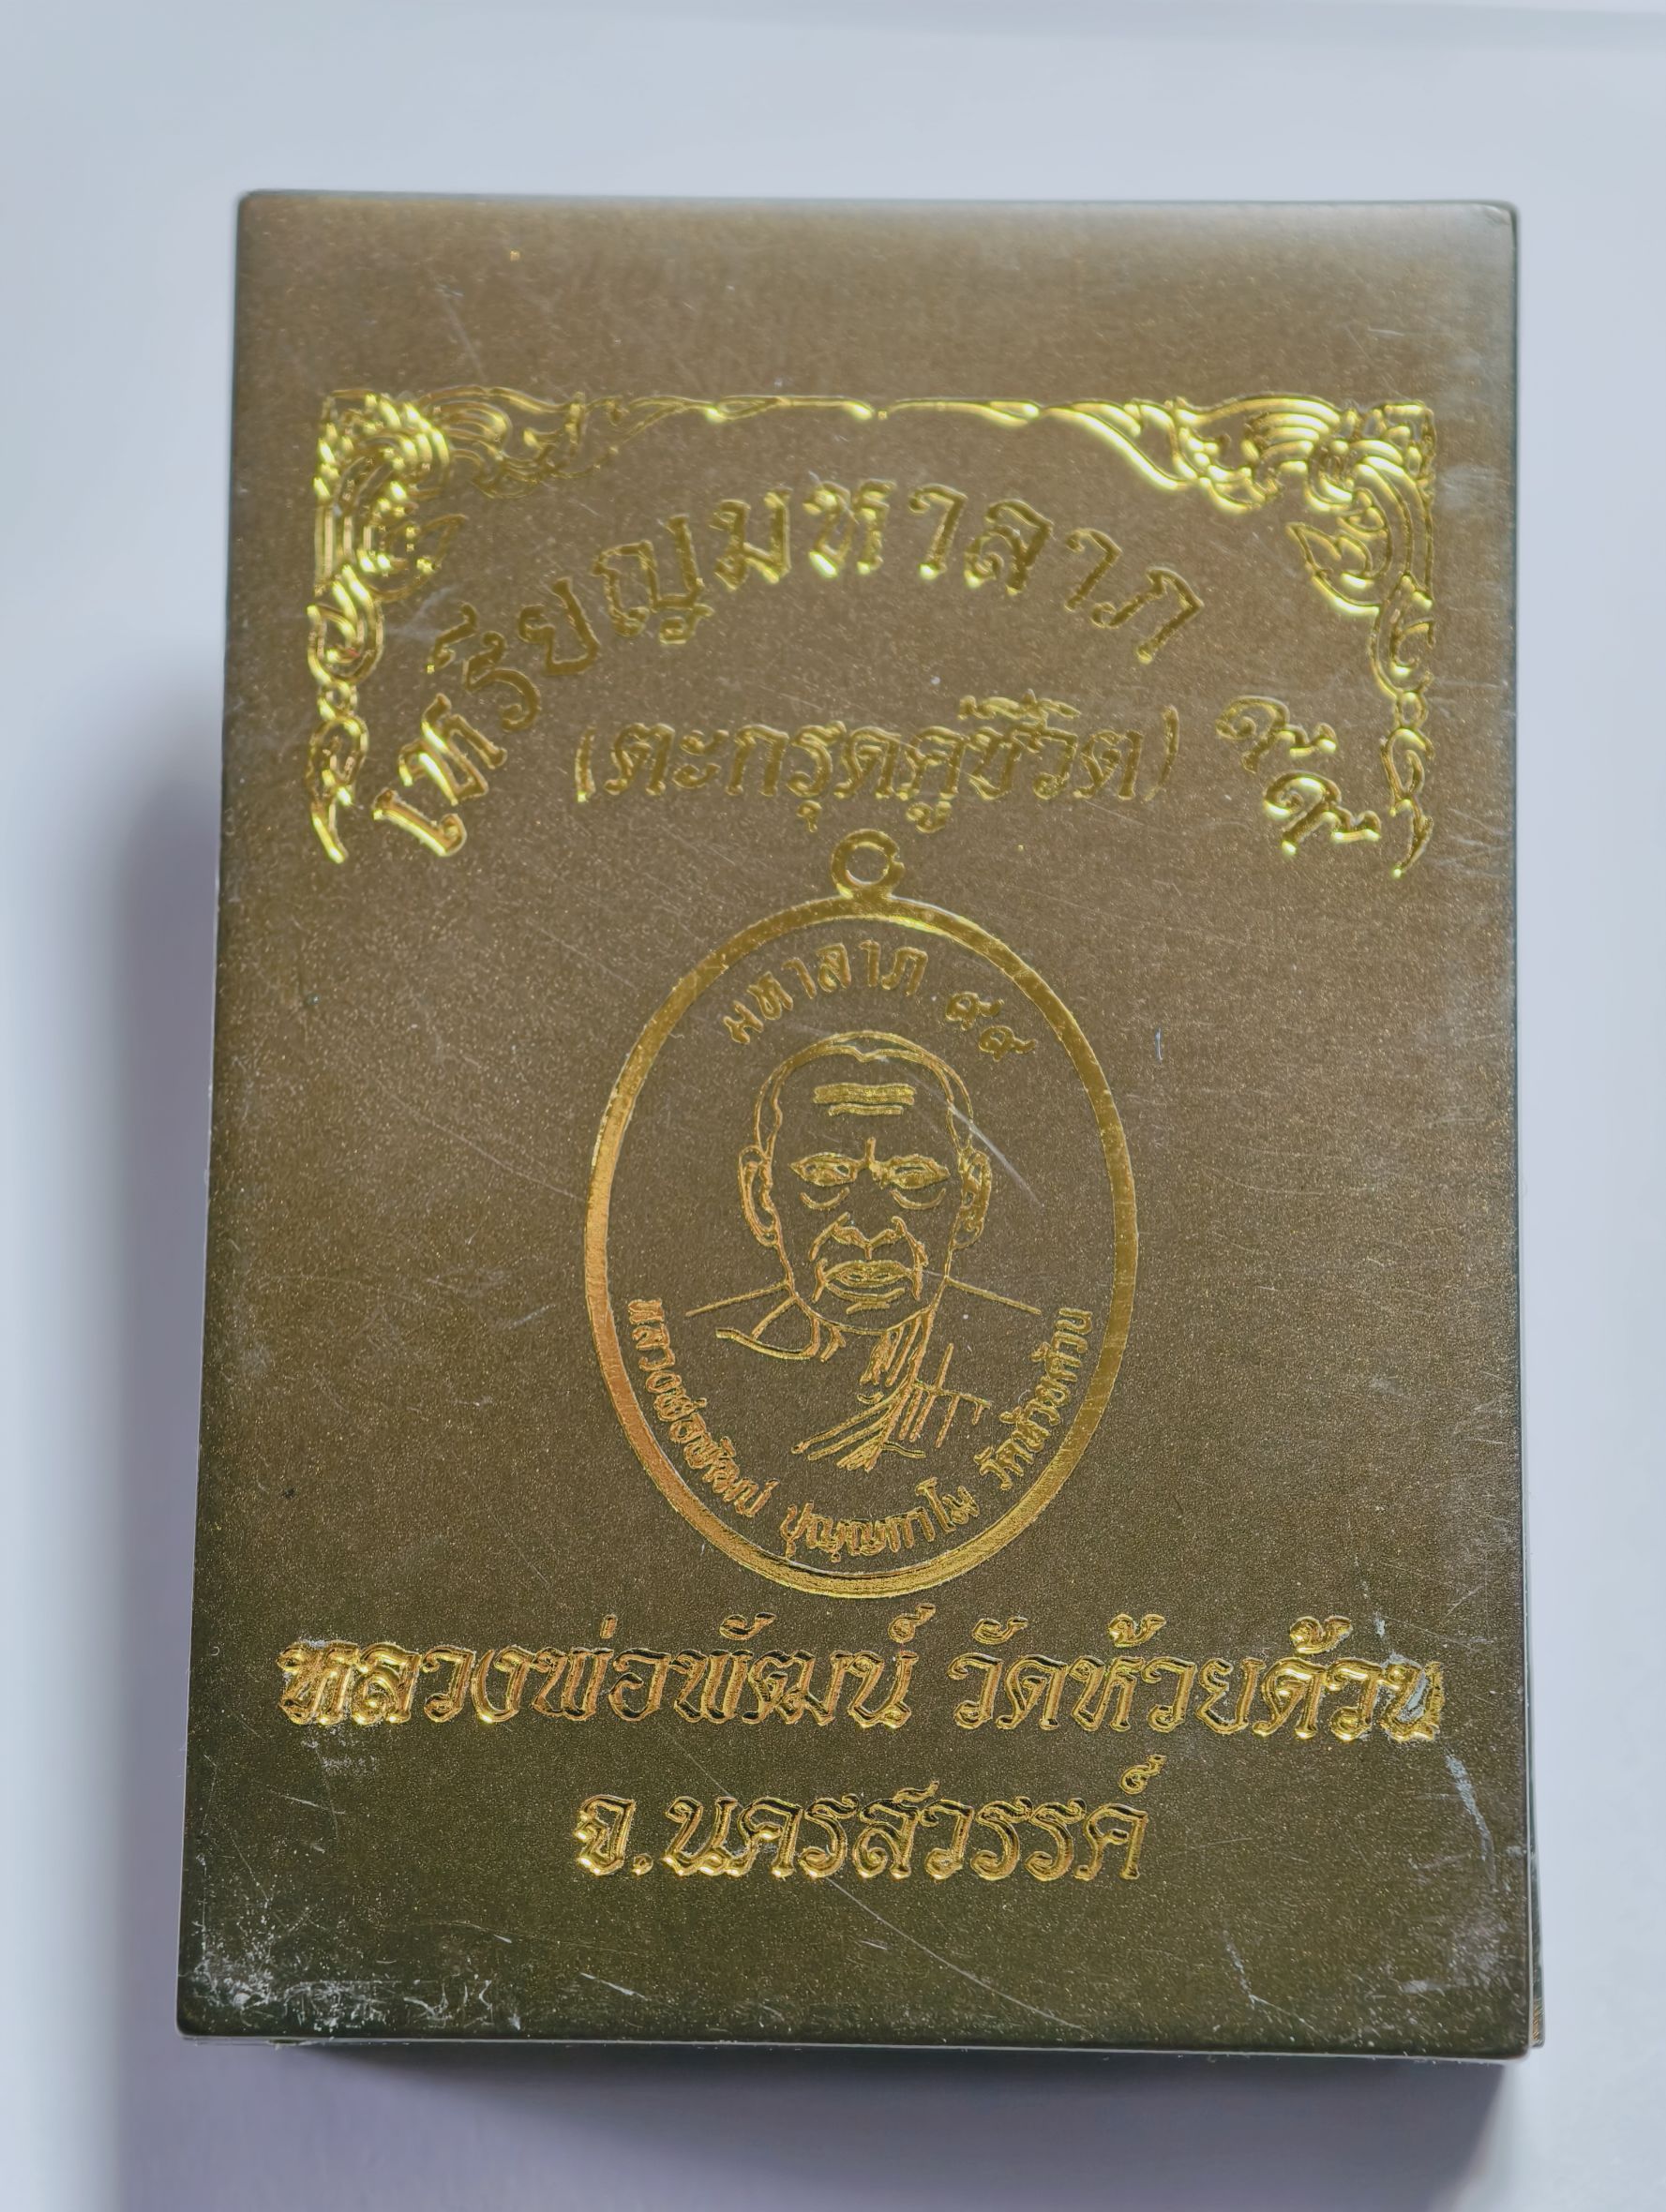 เหรียญมหาลาภ ๙๙
(ตะกรุดคู่ชีวิต)
มหาลาภ ๙๙
หลวงพ่อพัฒน์ ปุญฺญกาโม วัดห้วยด้วน
หลวงพ่อพัฒน์ วัดห้วยด้วน
จ.นครสวรรค์